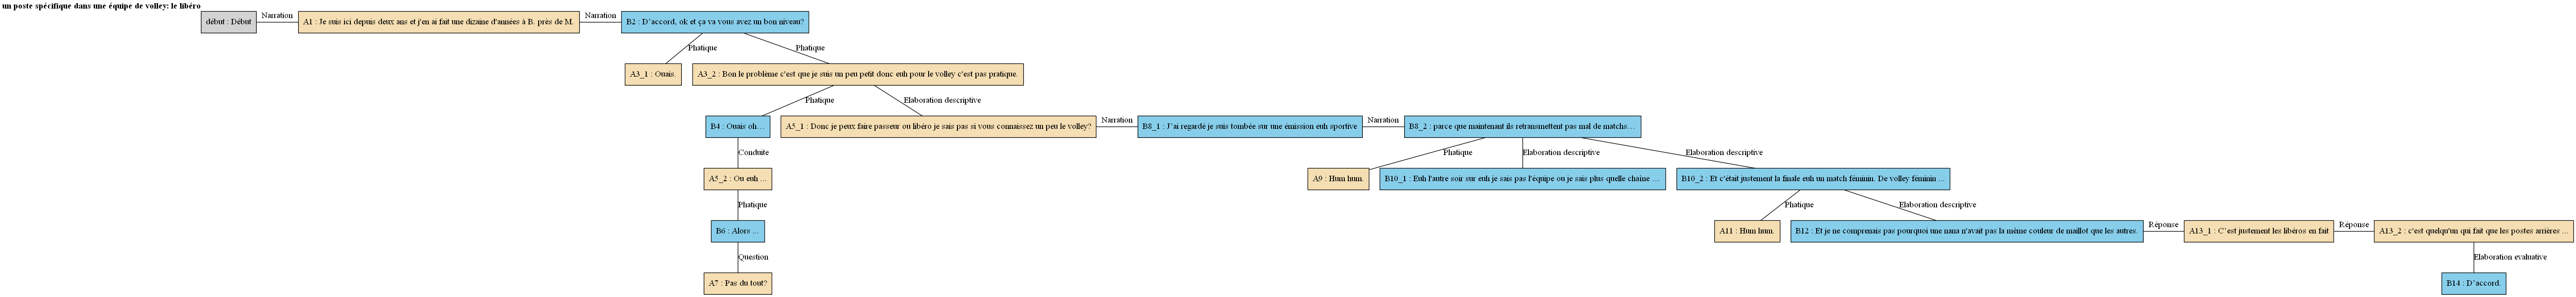 un poste spécifique dans une équipe de volley: le libéro
début : Début
Narration
A1 : Je suis ici depuis deux ans et j'en ai fait une dizaine d'années à B. près de M.
Narration
B2 : D’accord, ok et ça va vous avez un bon niveau?
Phatique
Phatique
A3_1 : Ouais.
A3_2 : Bon le problème c'est que je suis un peu petit donc euh pour le volley c'est pas pratique.
Phatique
Elaboration descriptive
B4 : Ouais oh…
A5_1 : Donc je peux faire passeur ou libéro je sais pas si vous connaissez un peu le volley?
Narration
B8_1 : J’ai regardé je suis tombée sur une émission euh sportive
Narration
B8_2 : parce que maintenant ils retransmettent pas mal de matchs…
Conduite
Phatique
Elaboration descriptive
Elaboration descriptive
A5_2 : Ou euh ...
A9 : Hum hum.
B10_1 : Euh l'autre soir sur euh je sais pas l'équipe ou je sais plus quelle chaîne …
B10_2 : Et c'était justement la finale euh un match féminin. De volley féminin ...
Phatique
Phatique
Elaboration descriptive
B6 : Alors ...
A11 : Hum hum.
B12 : Et je ne comprenais pas pourquoi une nana n'avait pas la même couleur de maillot que les autres.
Réponse
A13_1 : C’est justement les libéros en fait
Réponse
A13_2 : c'est quelqu'un qui fait que les postes arrières ...
Question
Elaboration evaluative
A7 : Pas du tout?
B14 : D’accord.